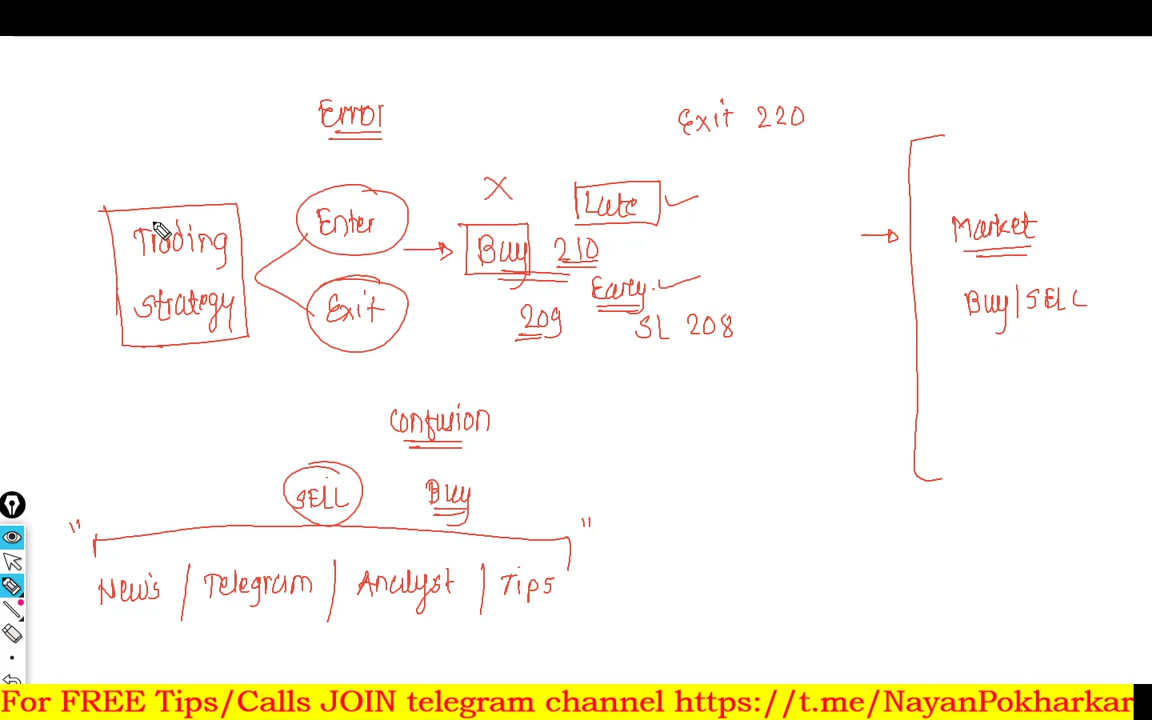 Error
Exit 220
X
Late
Trading
strategy
Enter
Exit
Buy 210
Early.
209
SL 208
Market
Buy|SELL
Confusion
SELL Buy
" "
New's | Telegram | Analyst | Tips
For FREE Tips/Calls JOIN telegram channel https://t.me/NayanPokharkar